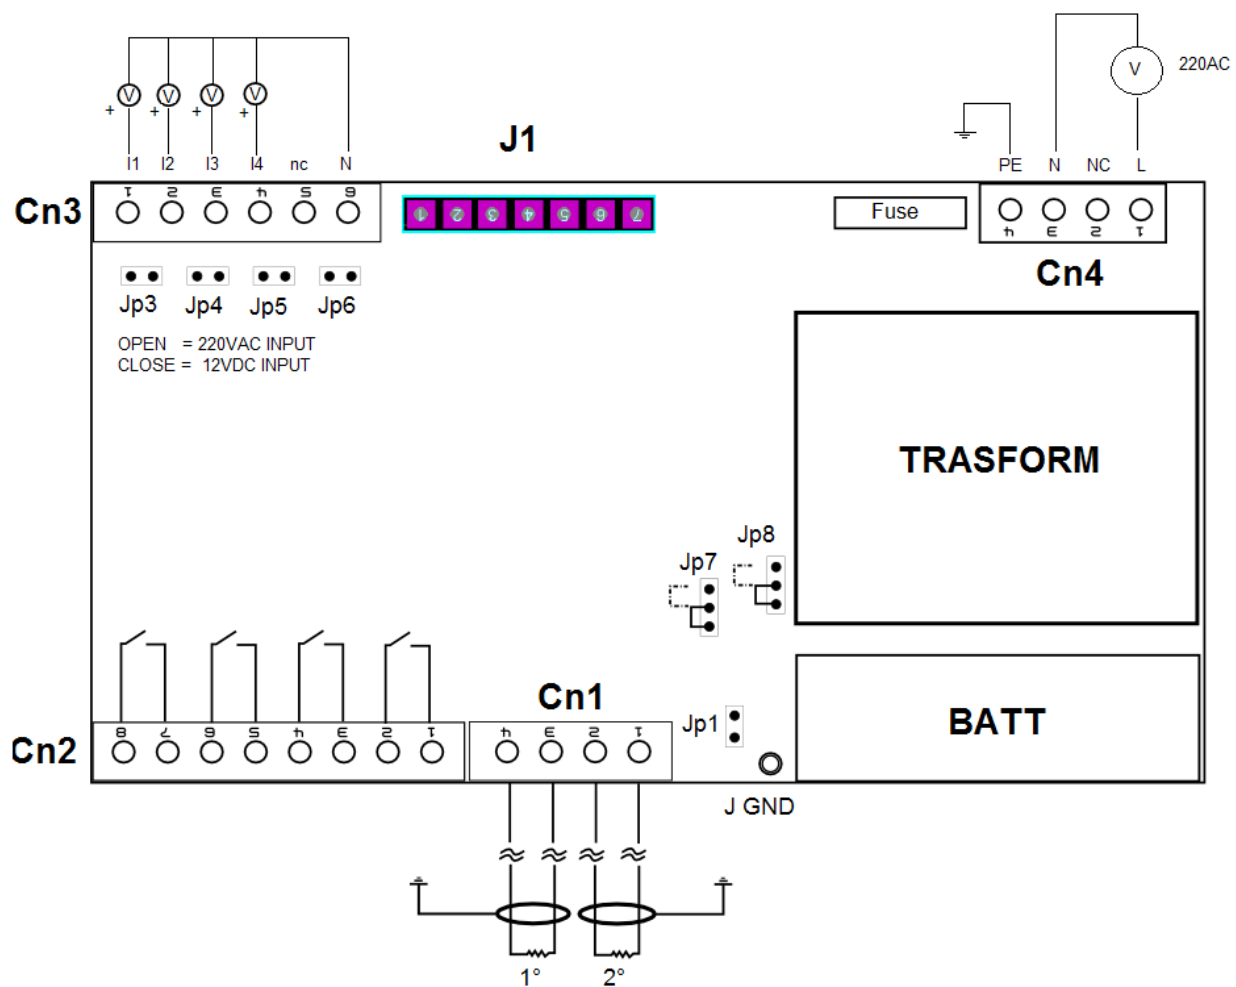 220AC
V
V V V V
+ + + +
J1
I1 I2 I3 I4 nc N
PE N NC L
Cn3
1 2 3 4 5 6
1 2 3 4 5 6 7
Fuse
4 3 2 1
Cn4
Jp3 Jp4 Jp5 Jp6
OPEN = 220VAC INPUT
CLOSE = 12VDC INPUT
TRASFORM
Jp8
Jp7
Cn1
Jp1
BATT
Cn2
8 7 6 5 4 3 2 1
4 3 2 1
J GND
1° 2°